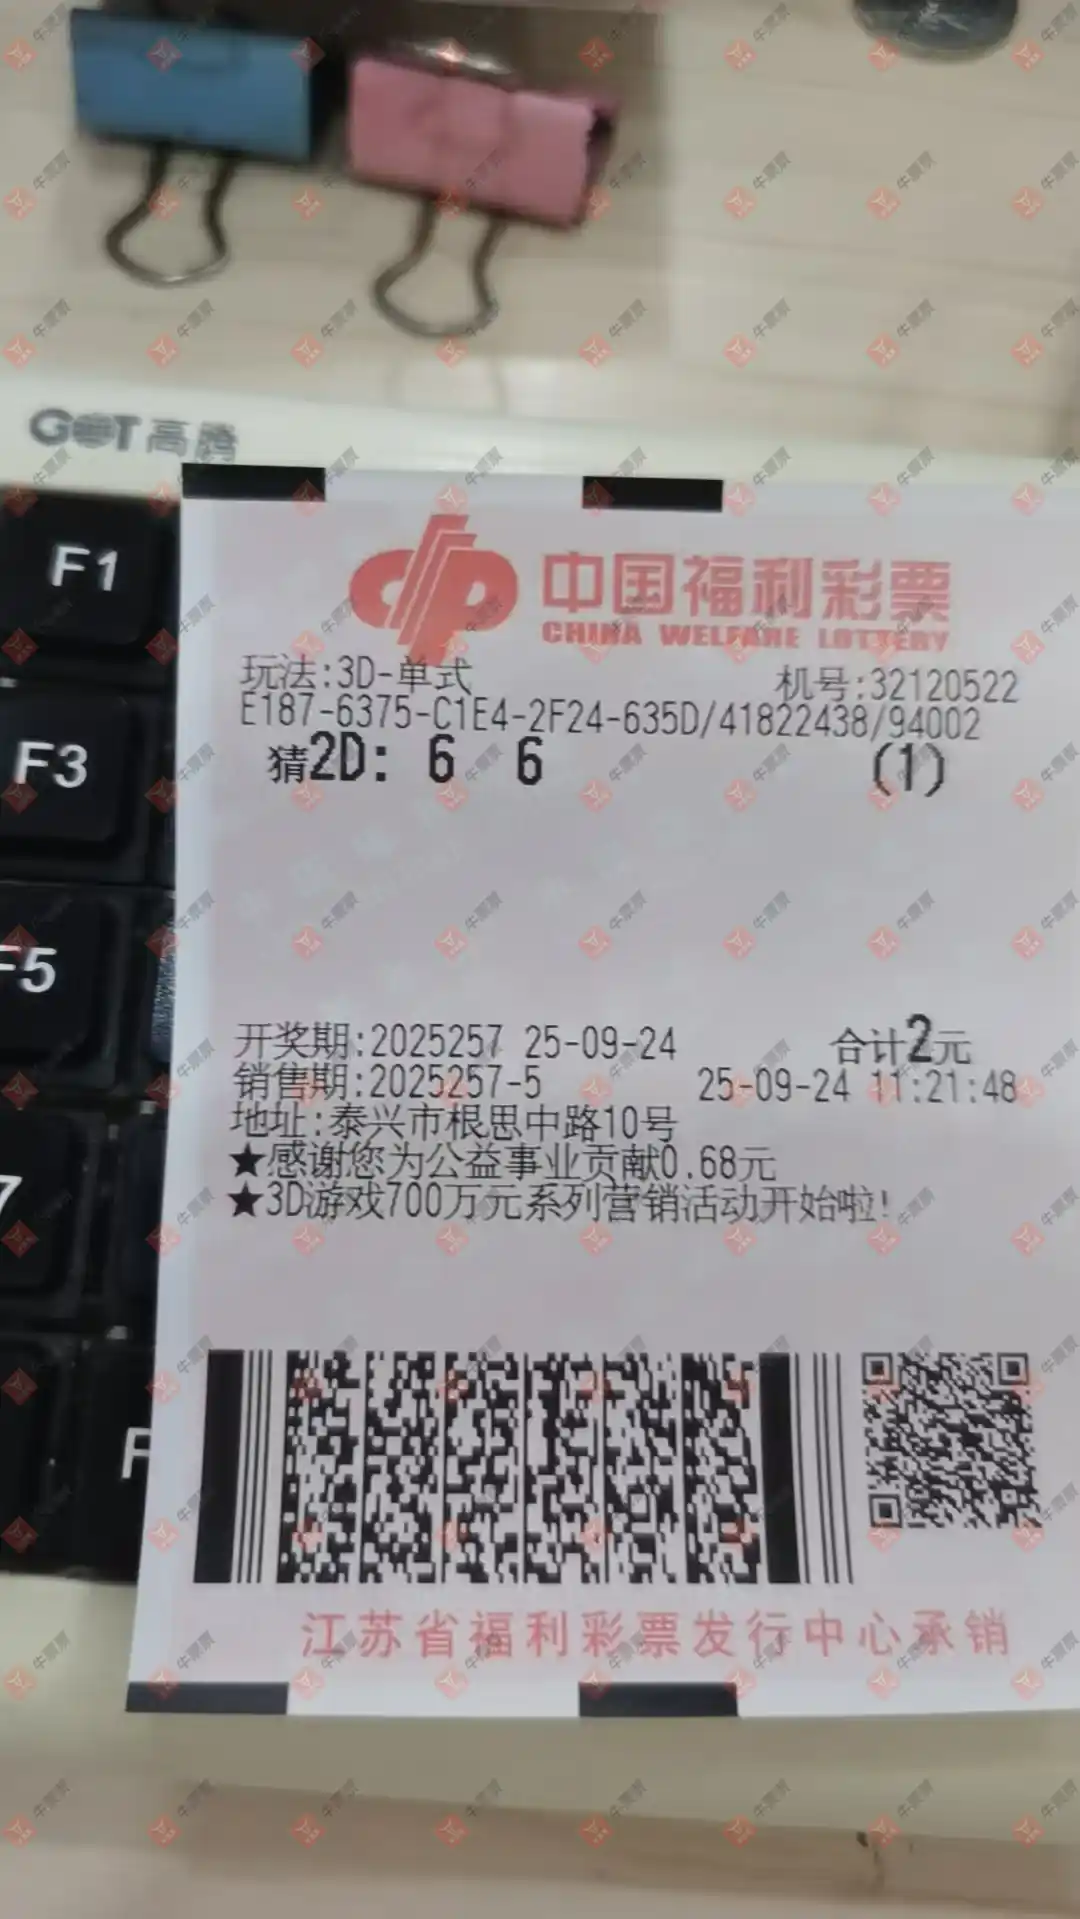 GOT高腾
F1
F3
F5
7
F
中国福利彩票
CHINA WELFARE LOTTERY
玩法:3D-单式 机号:32120522
E187-6375-C1E4-2F24-635D/41822438/94002
猜2D: 6 6 (1)
开奖期:2025257 25-09-24 合计2元
销售期:2025257-5 25-09-24 11:21:48
地址:泰兴市根思中路10号
★感谢您为公益事业贡献0.68元
★3D游戏700万元系列营销活动开始啦!
江苏省福利彩票发行中心承销
牛票票